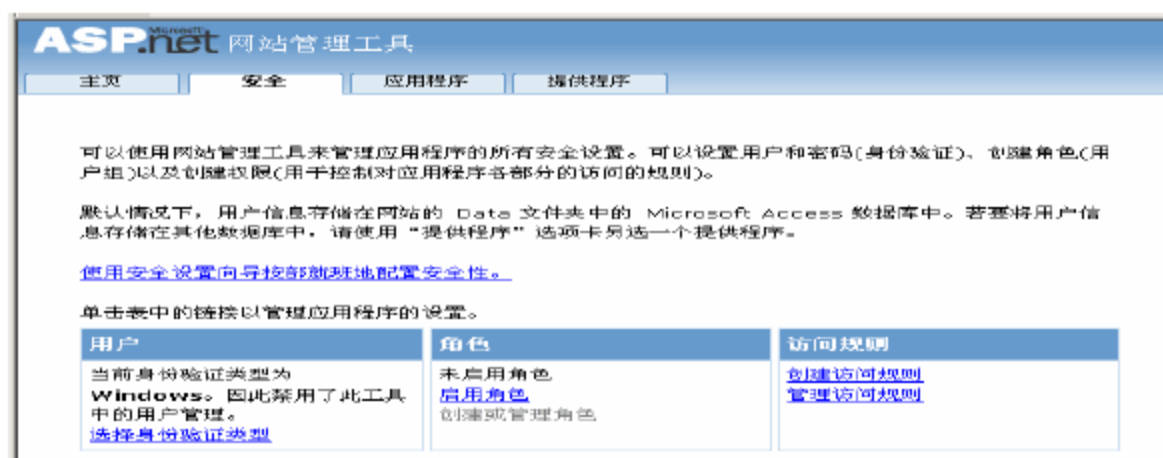 ASP.net Microsoft 网站管理工具
主页 安全 应用程序 提供程序
可以使用网站管理工具来管理应用程序的所有安全设置。可以设置用户和密码(身份验证)、创建角色(用
户组)以及创建权限(用于控制对应用程序各部分的访问的规则)。
默认情况下，用户信息存储在网站的 Data 文件夹中的 Microsoft Access 数据库中。若要将用户信
息存储在其他数据库中，请使用“提供程序”选项卡另选一个提供程序。
使用安全设置向导按部就班地配置安全性。
单击表中的链接以管理应用程序的设置。
用户 角色 访问规则
当前身份验证类型为 未启用角色 创建访问规则
Windows。因此禁用了此工具 启用角色 管理访问规则
中的用户管理。 创建或管理角色
选择身份验证类型